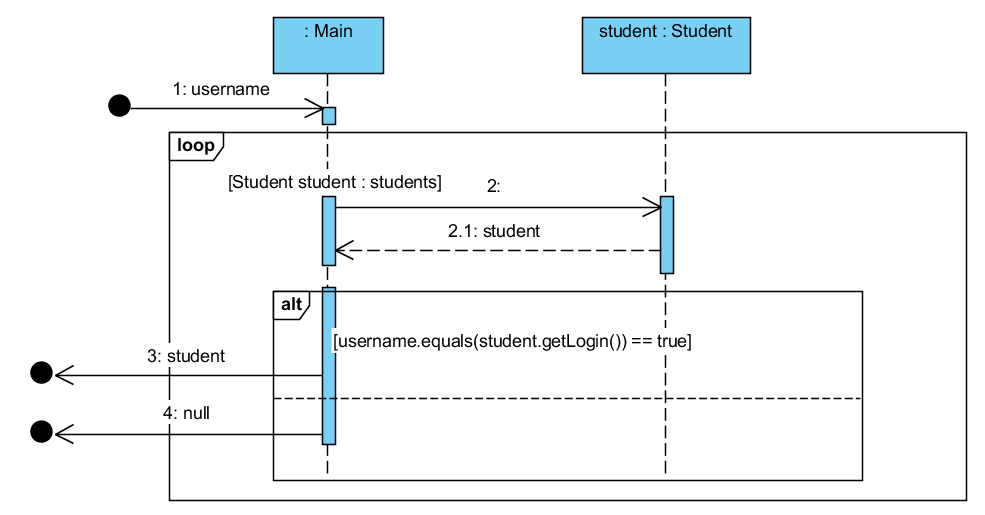 : Main
student : Student
1: username
loop
[Student student : students]
2:
2.1: student
alt
[username.equals(student.getLogin()) == true]
3: student
4: null